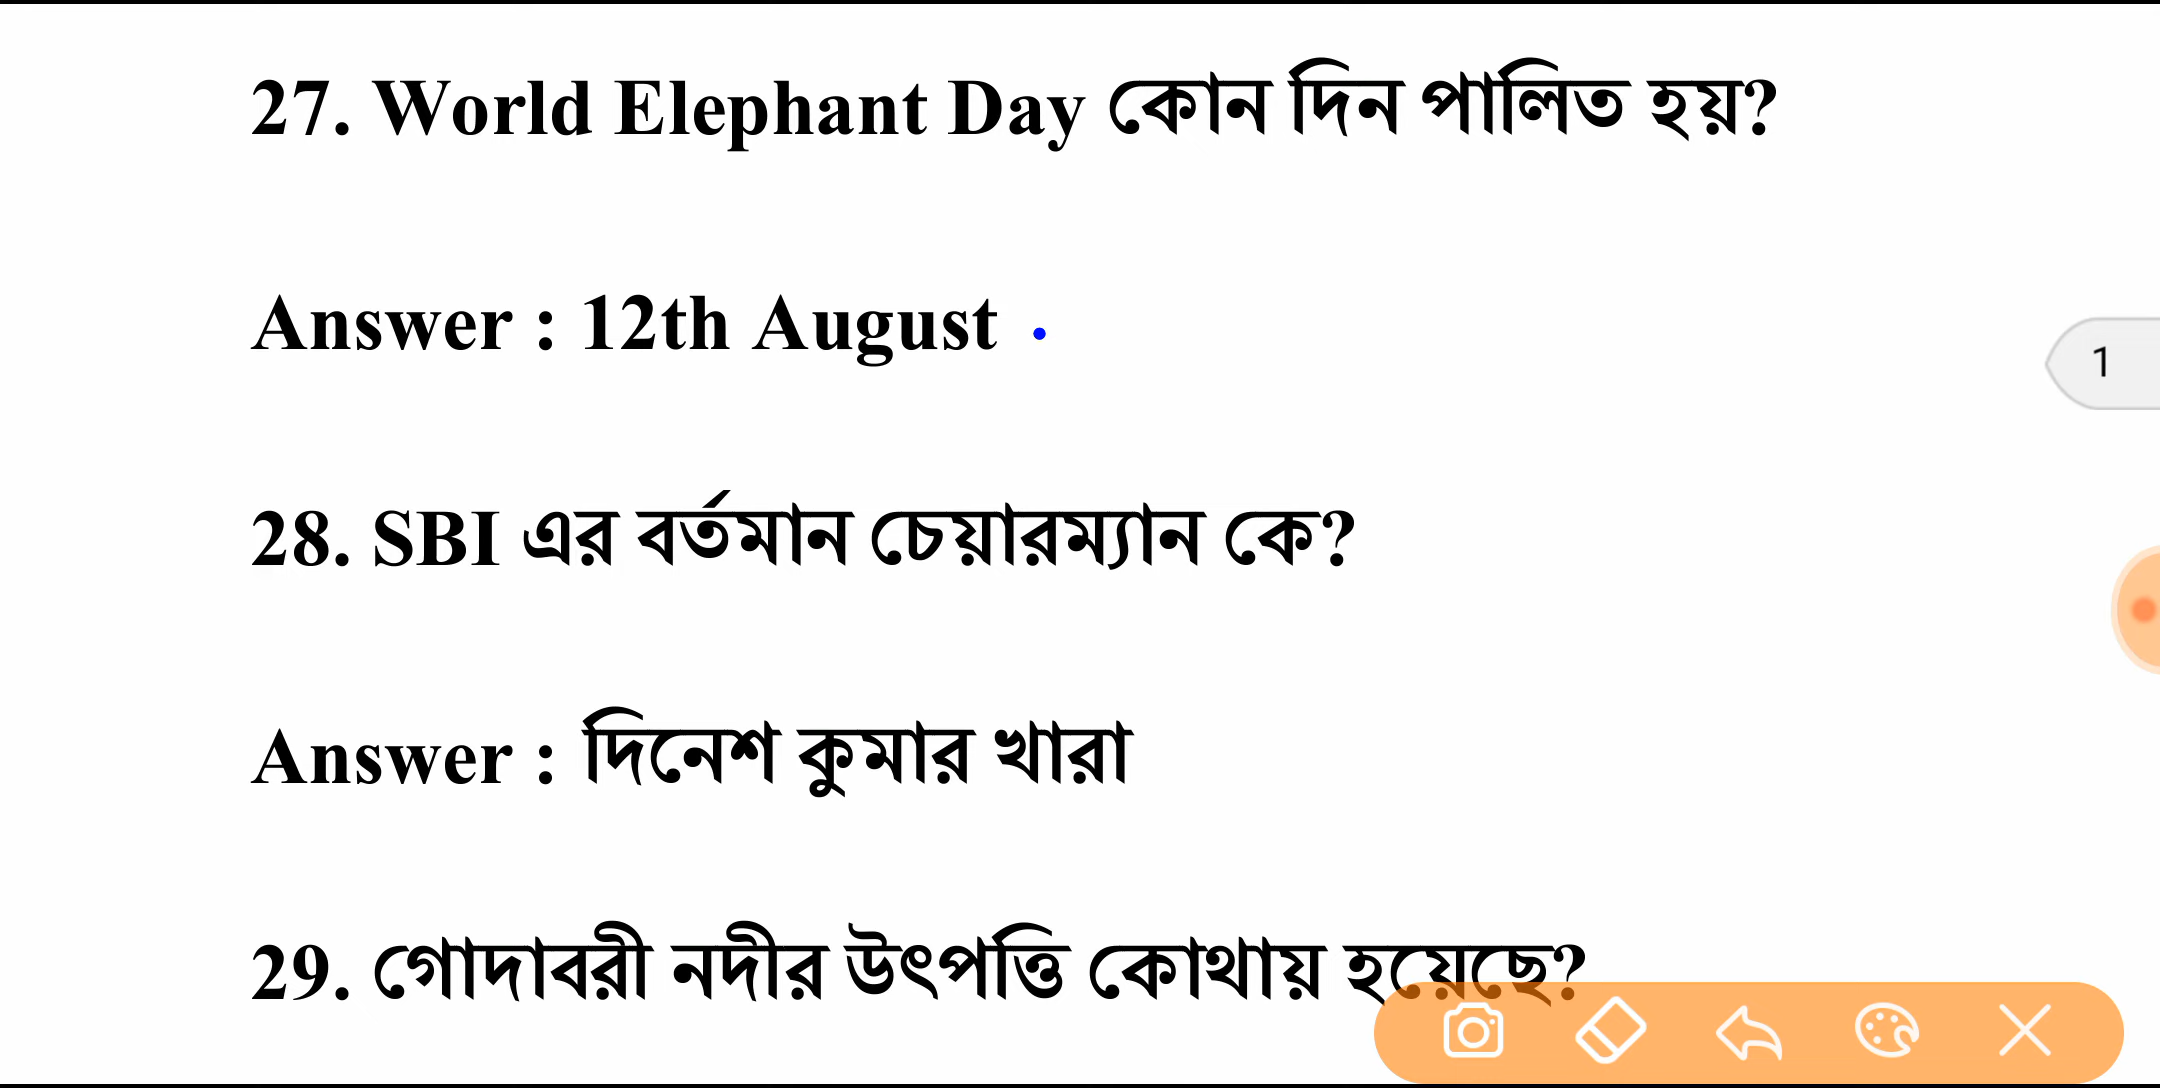 27. World Elephant Day কোন দিন পালিত হয়?
Answer : 12th August
1
28. SBI এর বর্তমান চেয়ারম্যান কে?
Answer : দিনেশ কুমার খারা
29. গোদাবরী নদীর উৎপত্তি কোথায় হয়েছে?